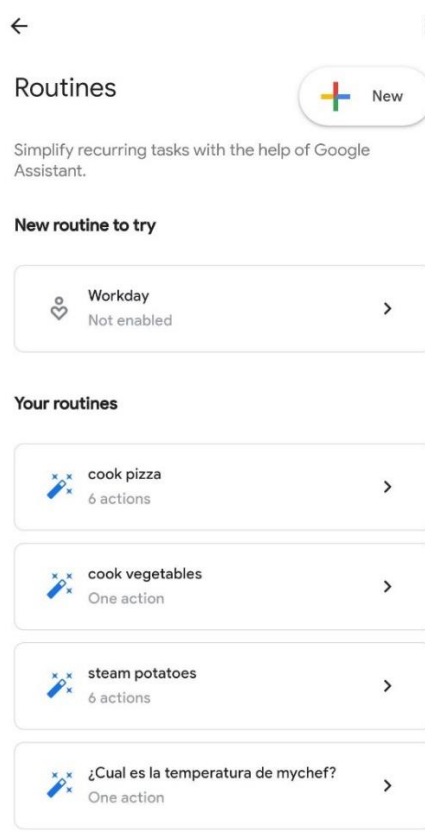 Routines
New
Simplify recurring tasks with the help of Google
Assistant.
New routine to try
Workday
Not enabled
Your routines
cook pizza
6 actions
cook vegetables
One action
steam potatoes
6 actions
¿Cual es la temperatura de mychef?
One action